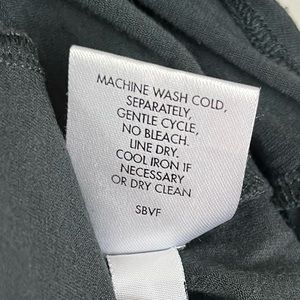 MACHINE WASH COLD,
SEPARATELY,
GENTLE CYCLE,
NO BLEACH.
LINE DRY.
COOL IRON IF
NECESSARY
OR DRY CLEAN
SBVF